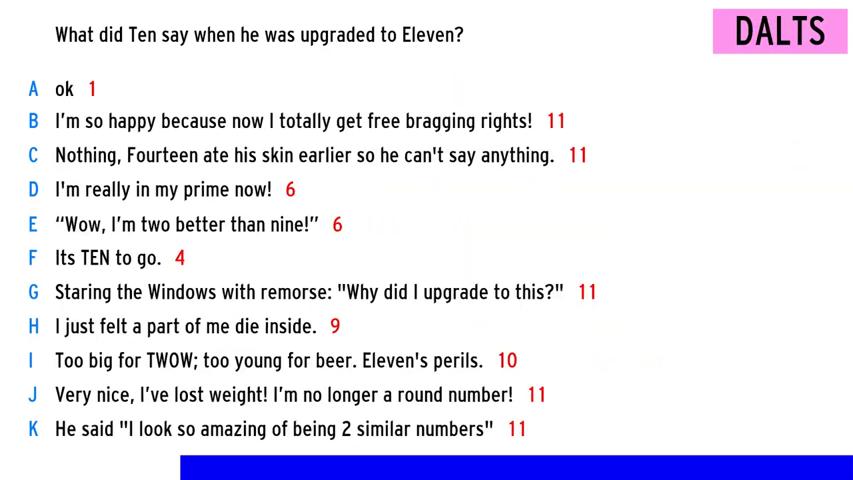 What did Ten say when he was upgraded to Eleven?
DALTS
A ok 1
B I'm so happy because now I totally get free bragging rights! 11
C Nothing, Fourteen ate his skin earlier so he can't say anything. 11
D I'm really in my prime now! 6
E “Wow, I'm two better than nine!” 6
F Its TEN to go. 4
G Staring the Windows with remorse: "Why did I upgrade to this?" 11
H I just felt a part of me die inside. 9
I Too big for TWOW; too young for beer. Eleven's perils. 10
J Very nice, I've lost weight! I'm no longer a round number! 11
K He said "I look so amazing of being 2 similar numbers" 11